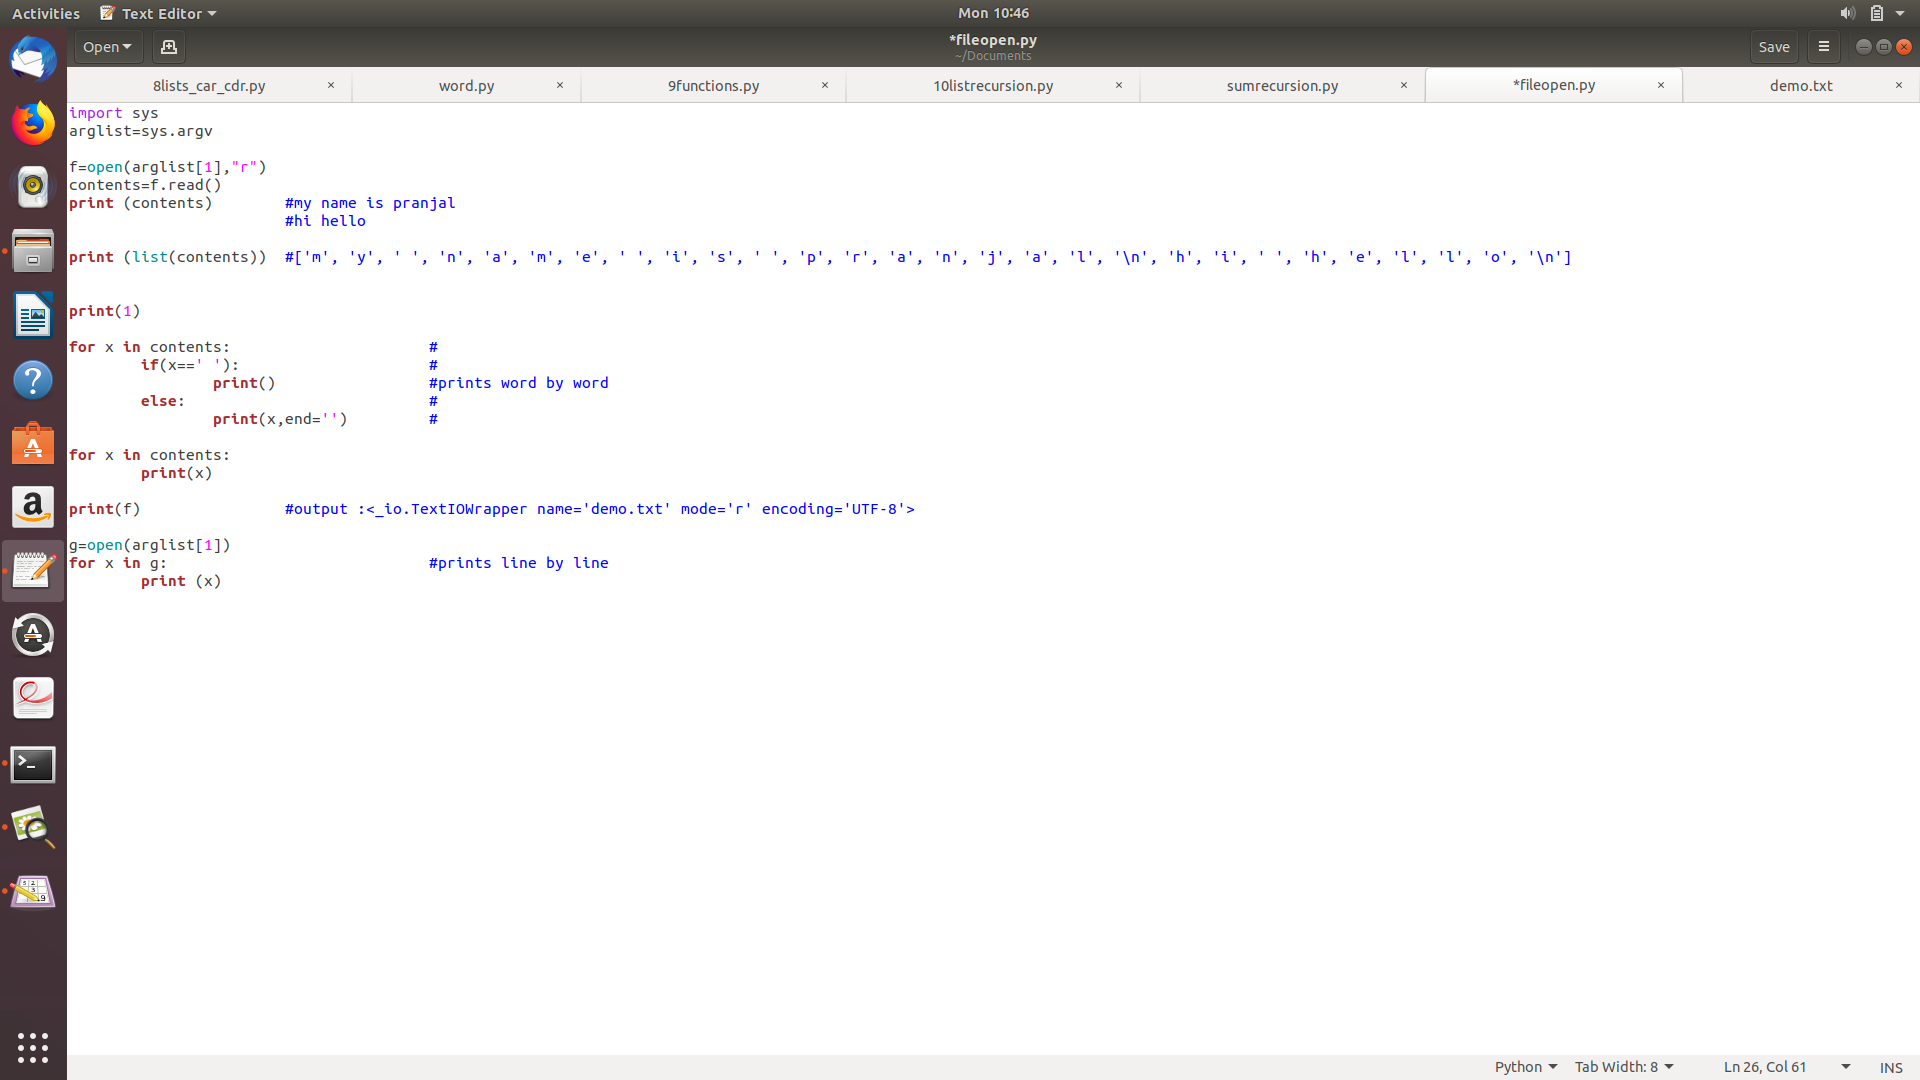 Activities Text Editor Mon 10:46
Open *fileopen.py Save
~/Documents
8lists_car_cdr.py × word.py × 9functions.py × 10listrecursion.py × sumrecursion.py × *fileopen.py × demo.txt ×
import sys
arglist=sys.argv
f=open(arglist[1],"r")
contents=f.read()
print (contents)        #my name is pranjal
                        #hi hello
print (list(contents))  #['m', 'y', ' ', 'n', 'a', 'm', 'e', ' ', 'i', 's', ' ', 'p', 'r', 'a', 'n', 'j', 'a', 'l', '\n', 'h', 'i', ' ', 'h', 'e', 'l', 'l', 'o', '\n']
print(1)
for x in contents:                      #
        if(x==' '):                     #
                print()                 #prints word by word
        else:                           #
                print(x,end='')         #
for x in contents:
        print(x)
print(f)                #output :<_io.TextIOWrapper name='demo.txt' mode='r' encoding='UTF-8'>
g=open(arglist[1])
for x in g:                             #prints line by line
        print (x)
Python Tab Width: 8 Ln 26, Col 61 INS